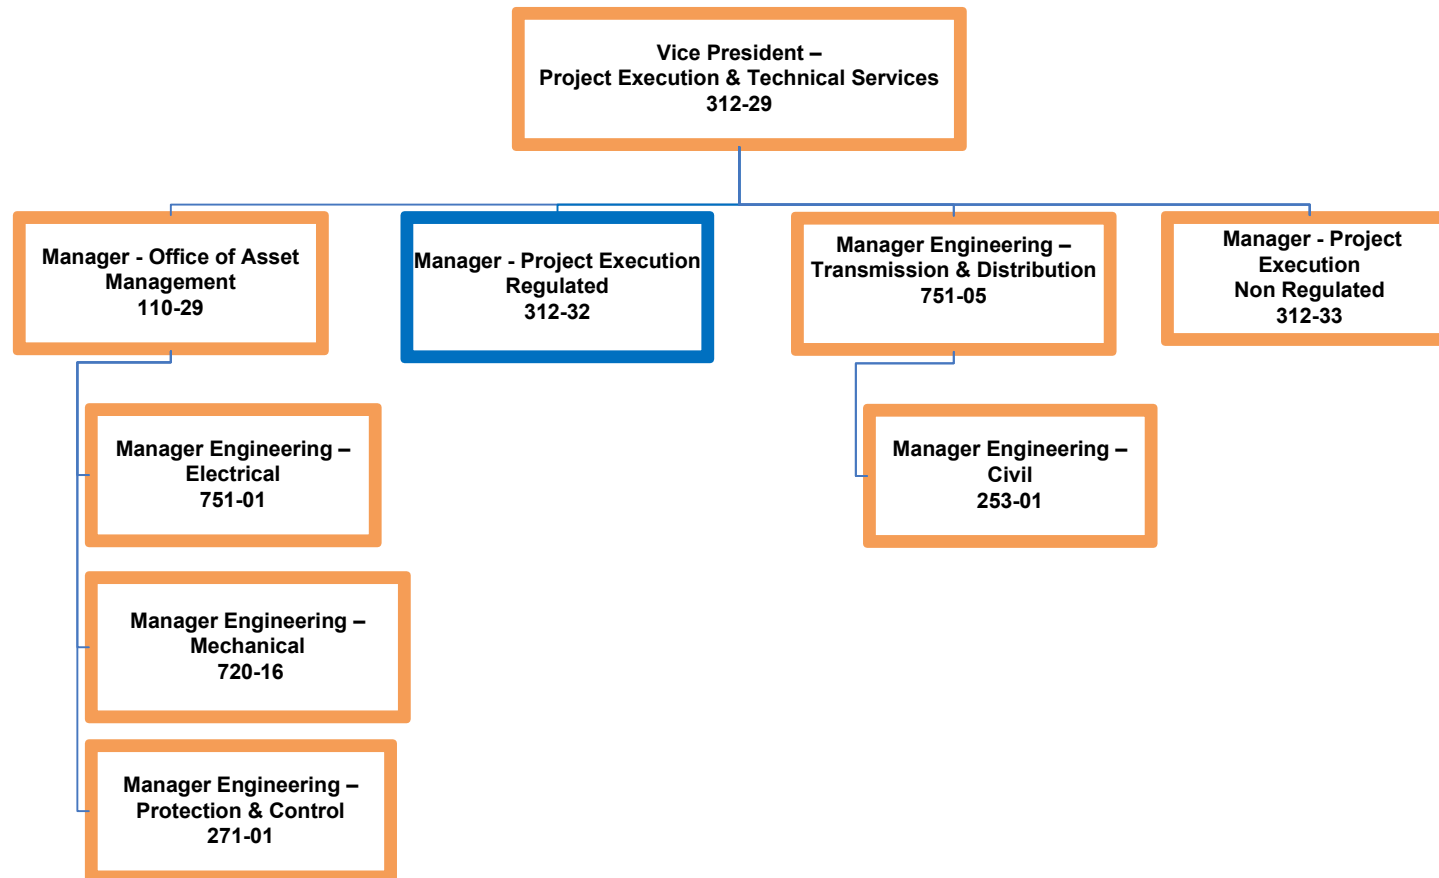 Vice President –
Project Execution & Technical Services
312-29
Manager - Office of Asset
Management
110-29
Manager - Project Execution
Regulated
312-32
Manager Engineering –
Transmission & Distribution
751-05
Manager - Project
Execution
Non Regulated
312-33
Manager Engineering –
Electrical
751-01
Manager Engineering –
Civil
253-01
Manager Engineering –
Mechanical
720-16
Manager Engineering –
Protection & Control
271-01